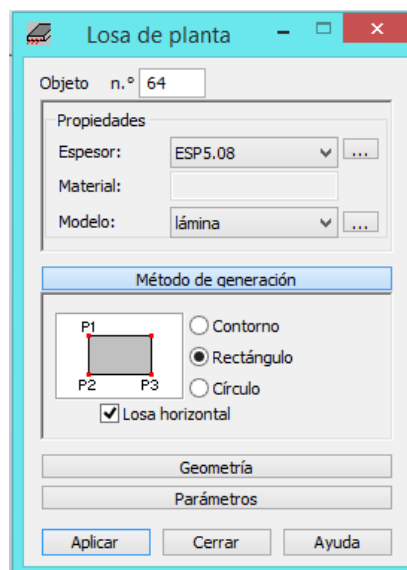 Losa de planta
Objeto n.° 64
Propiedades
Espesor: ESP5.08 ...
Material:
Modelo: lámina ...
Método de generación
P1
P2 P3
Contorno
Rectángulo
Círculo
Losa horizontal
Geometría
Parámetros
Aplicar Cerrar Ayuda